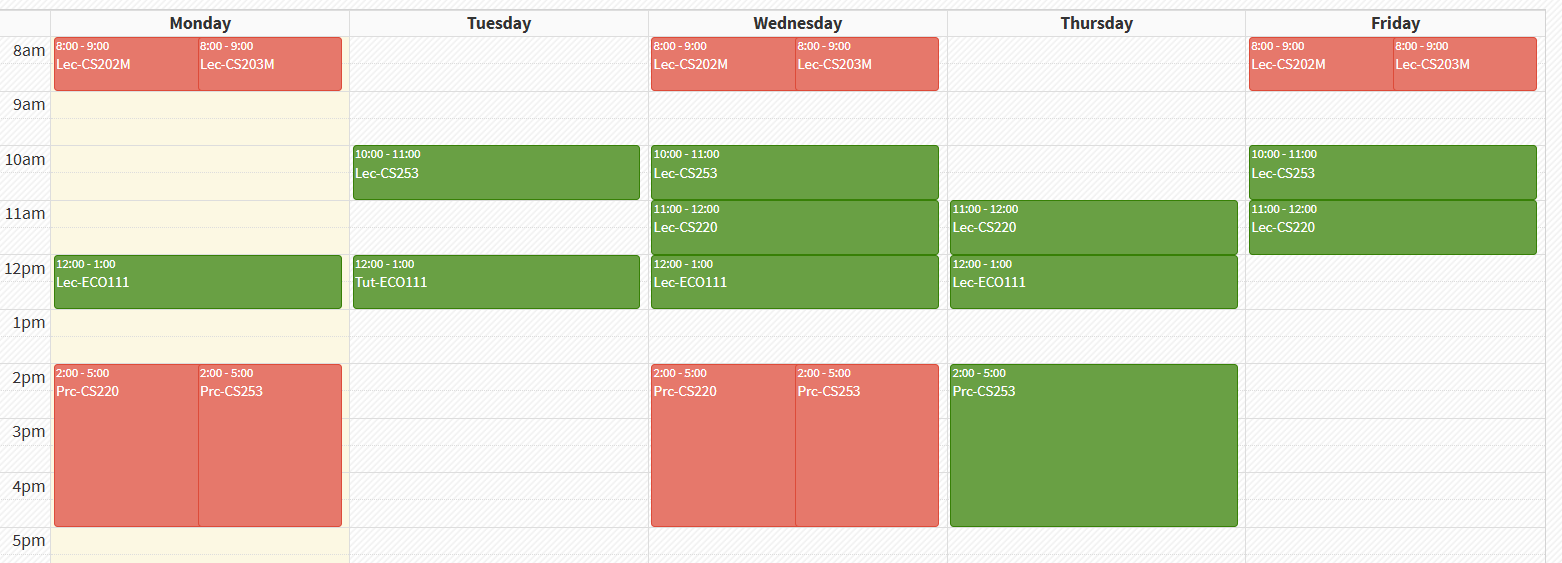 Monday Tuesday Wednesday Thursday Friday
8am
8:00 - 9:00 8:00 - 9:00 8:00 - 9:00 8:00 - 9:00 8:00 - 9:00 8:00 - 9:00
Lec-CS202M Lec-CS203M Lec-CS202M Lec-CS203M Lec-CS202M Lec-CS203M
9am
10am
10:00 - 11:00 10:00 - 11:00 10:00 - 11:00
Lec-CS253 Lec-CS253 Lec-CS253
11am
11:00 - 12:00 11:00 - 12:00 11:00 - 12:00
Lec-CS220 Lec-CS220 Lec-CS220
12pm
12:00 - 1:00 12:00 - 1:00 12:00 - 1:00 12:00 - 1:00
Lec-ECO111 Tut-ECO111 Lec-ECO111 Lec-ECO111
1pm
2pm
2:00 - 5:00 2:00 - 5:00 2:00 - 5:00 2:00 - 5:00 2:00 - 5:00
Prc-CS220 Prc-CS253 Prc-CS220 Prc-CS253 Prc-CS253
3pm
4pm
5pm